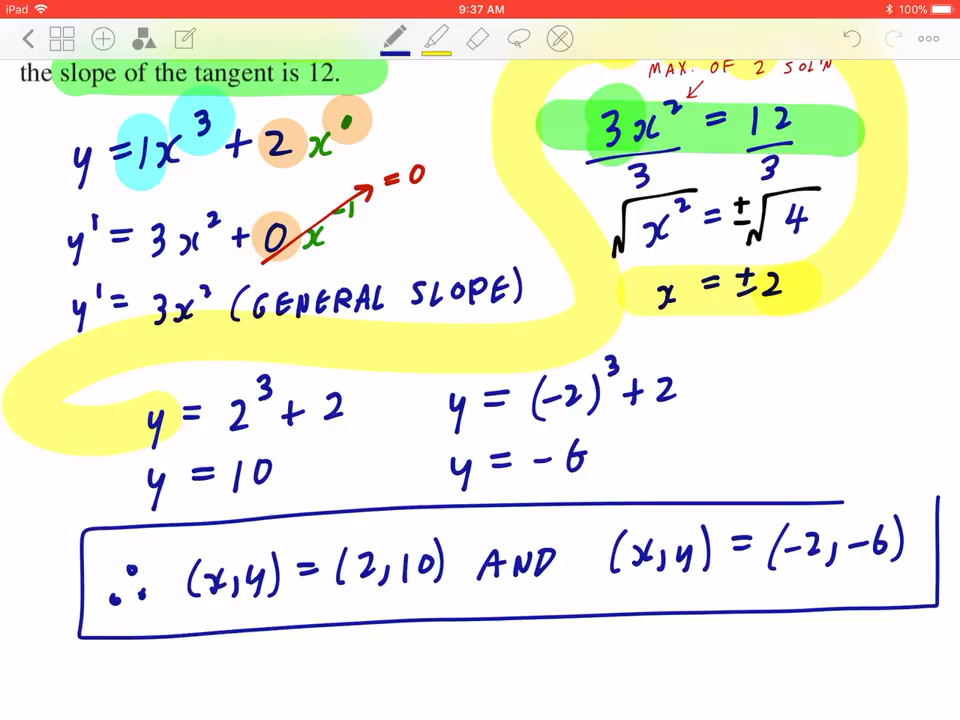 iPad 9:37 AM 100%
the slope of the tangent is 12.
y = 1x³ + 2x⁰
y' = 3x² + 0x⁻¹ = 0
y' = 3x² (GENERAL SLOPE)
MAX. OF 2 SOL'N
3x² = 12
3 3
√x² = ±√4
x = ±2
y = 2³ + 2
y = 10
y = (-2)³ + 2
y = -6
∴ (x,y) = (2,10) AND (x,y) = (-2,-6)